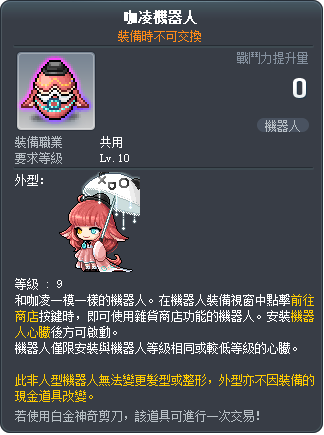 咖凌機器人
裝備時不可交換
戰鬥力提升量
0
機器人
裝備職業 共用
要求等級 Lv.10
外型:
等級 : 9
和咖凌一模一樣的機器人。在機器人裝備視窗中點擊前往
商店按鍵時，即可使用雜貨商店功能的機器人。安裝機器
人心臟後方可啟動。
機器人僅限安裝與機器人等級相同或較低等級的心臟。
此非人型機器人無法變更髮型或整形，外型亦不因裝備的
現金道具改變。
若使用白金神奇剪刀，該道具可進行一次交易!